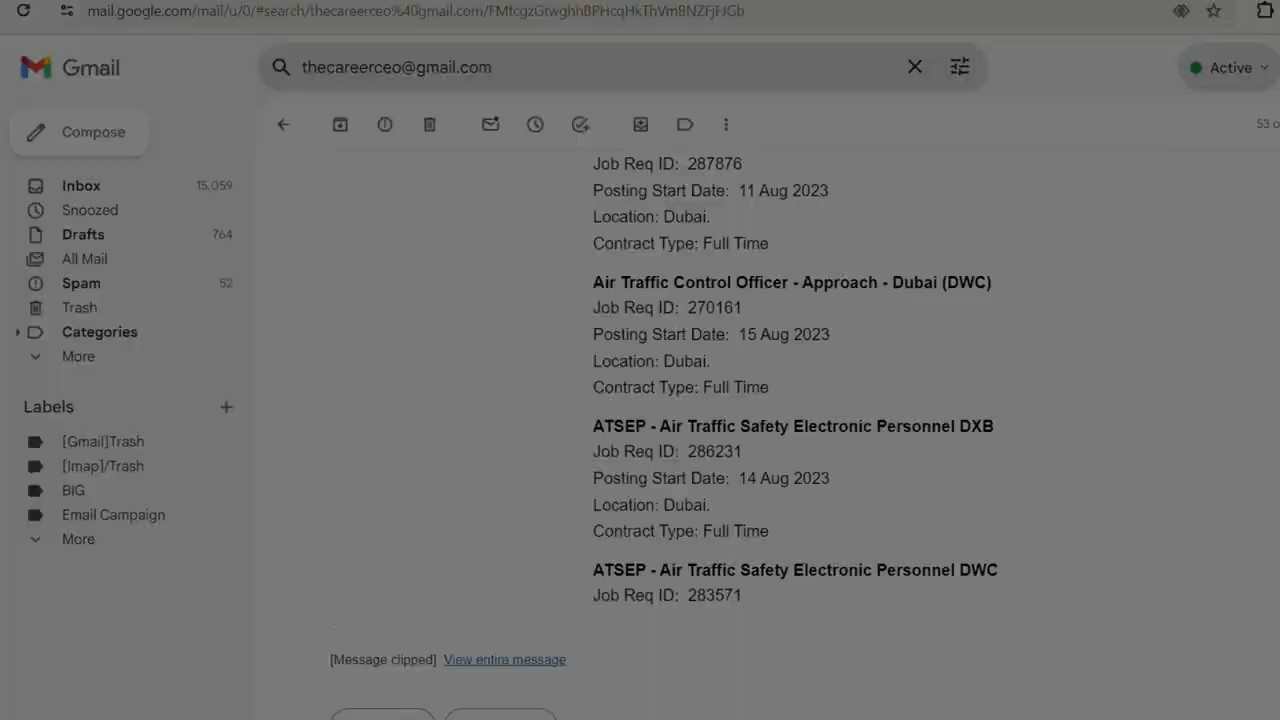 mail.google.com/mail/u/0/#search/thecareerceo%40gmail.com/
Gmail
thecareerceo@gmail.com
Active
Compose
53 o
Inbox 15,059
Snoozed
Drafts 764
All Mail
Spam 52
Trash
Categories
More
Labels
[Gmail]Trash
[Imap]/Trash
BIG
Email Campaign
More
Job Req ID: 287876
Posting Start Date: 11 Aug 2023
Location: Dubai.
Contract Type: Full Time
Air Traffic Control Officer - Approach - Dubai (DWC)
Job Req ID: 270161
Posting Start Date: 15 Aug 2023
Location: Dubai.
Contract Type: Full Time
ATSEP - Air Traffic Safety Electronic Personnel DXB
Job Req ID: 286231
Posting Start Date: 14 Aug 2023
Location: Dubai.
Contract Type: Full Time
ATSEP - Air Traffic Safety Electronic Personnel DWC
Job Req ID: 283571
[Message clipped] View entire message